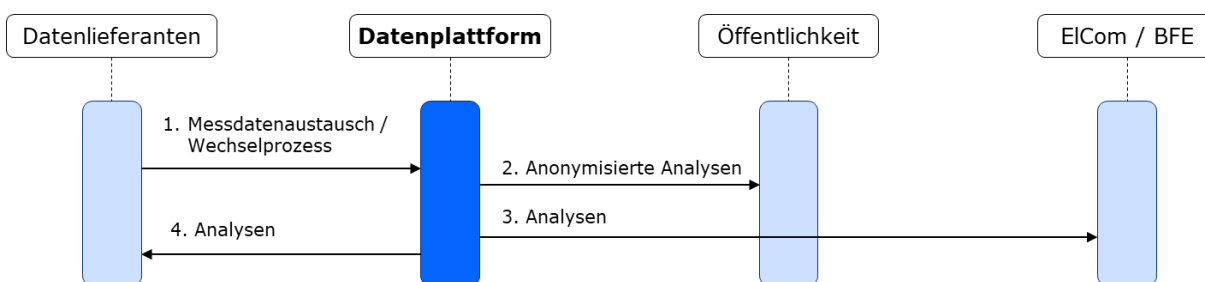 Datenlieferanten
Datenplattform
Öffentlichkeit
ElCom / BFE
1. Messdatenaustausch /
Wechselprozess
2. Anonymisierte Analysen
3. Analysen
4. Analysen